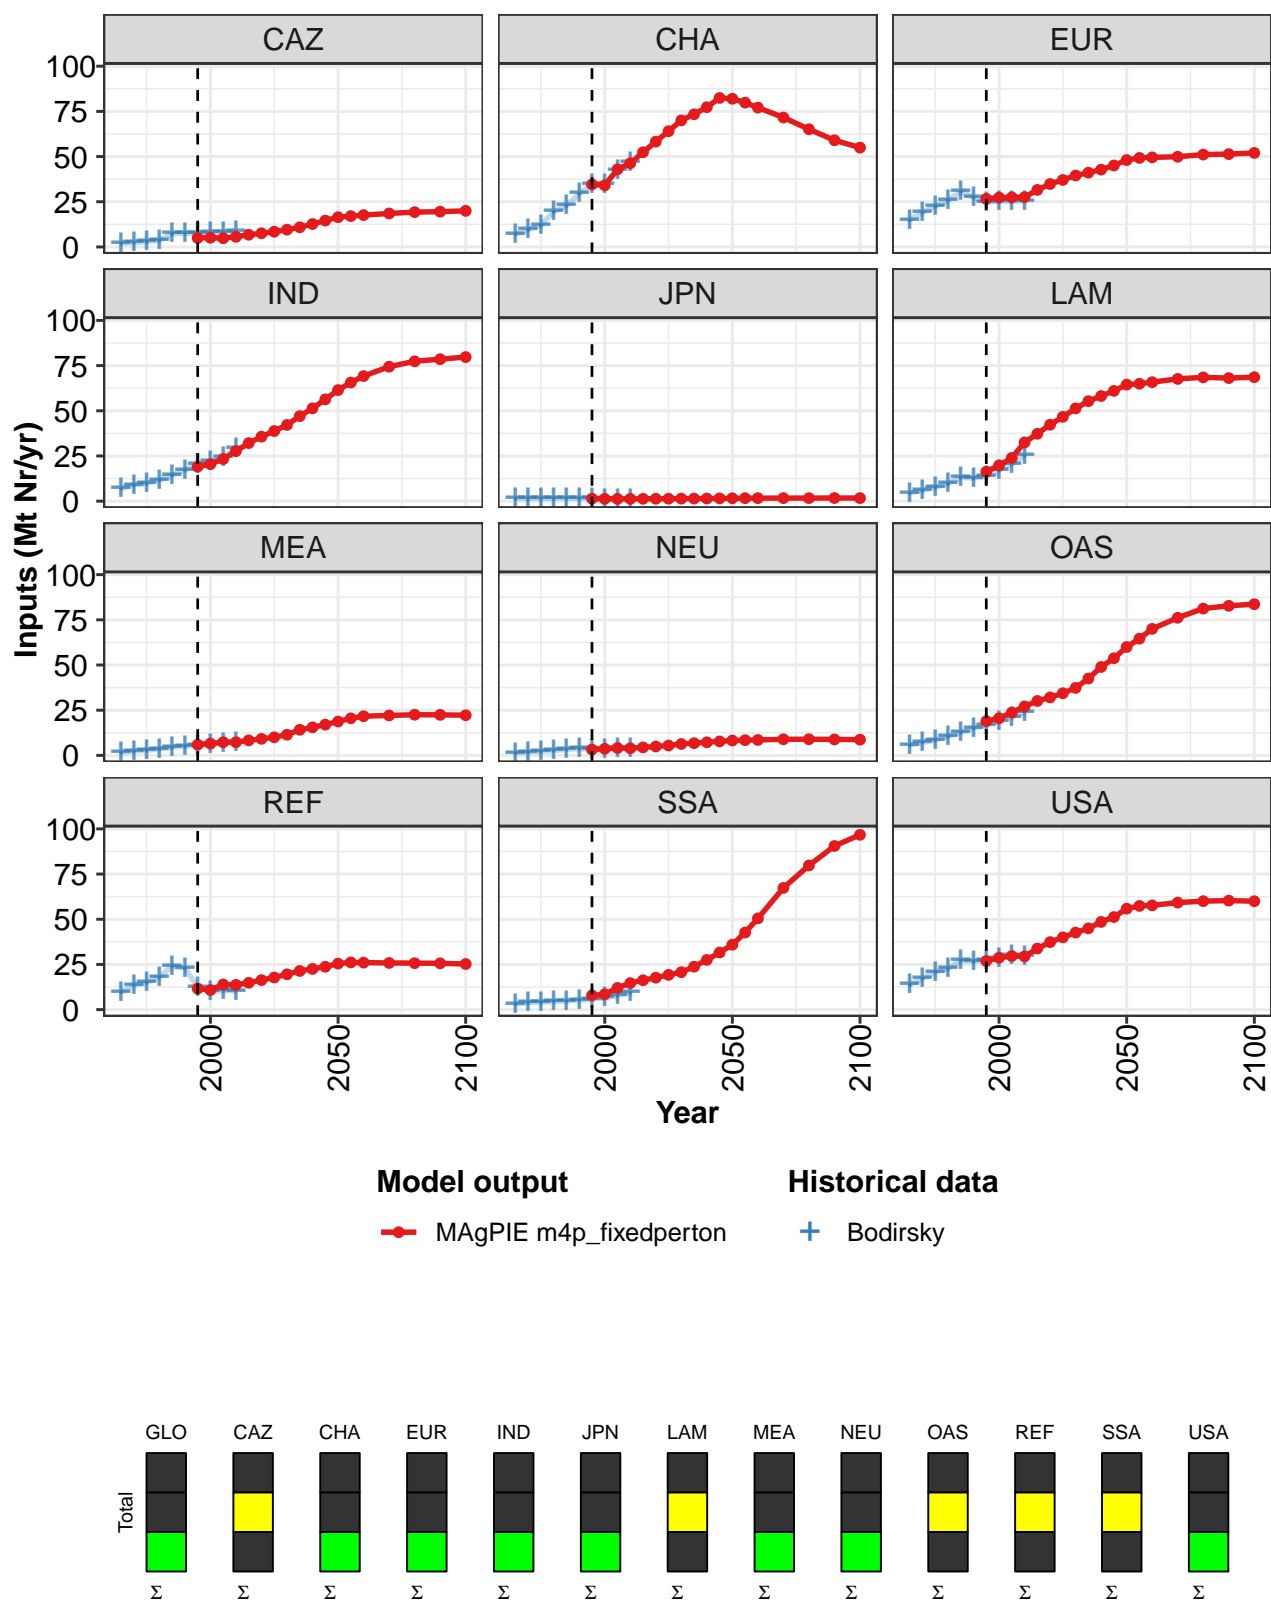 CAZ CHA EUR
100
75
50
25
0
IND JPN LAM
100
75
50
25
0
MEA NEU OAS
100
75
50
25
0
REF SSA USA
100
75
50
25
0
Inputs (Mt Nr/yr)
2000 2050 2100 2000 2050 2100 2000 2050 2100
Year
Model output Historical data
MAgPIE m4p_fixedperton Bodirsky
GLO CAZ CHA EUR IND JPN LAM MEA NEU OAS REF SSA USA
Total
Σ Σ Σ Σ Σ Σ Σ Σ Σ Σ Σ Σ Σ